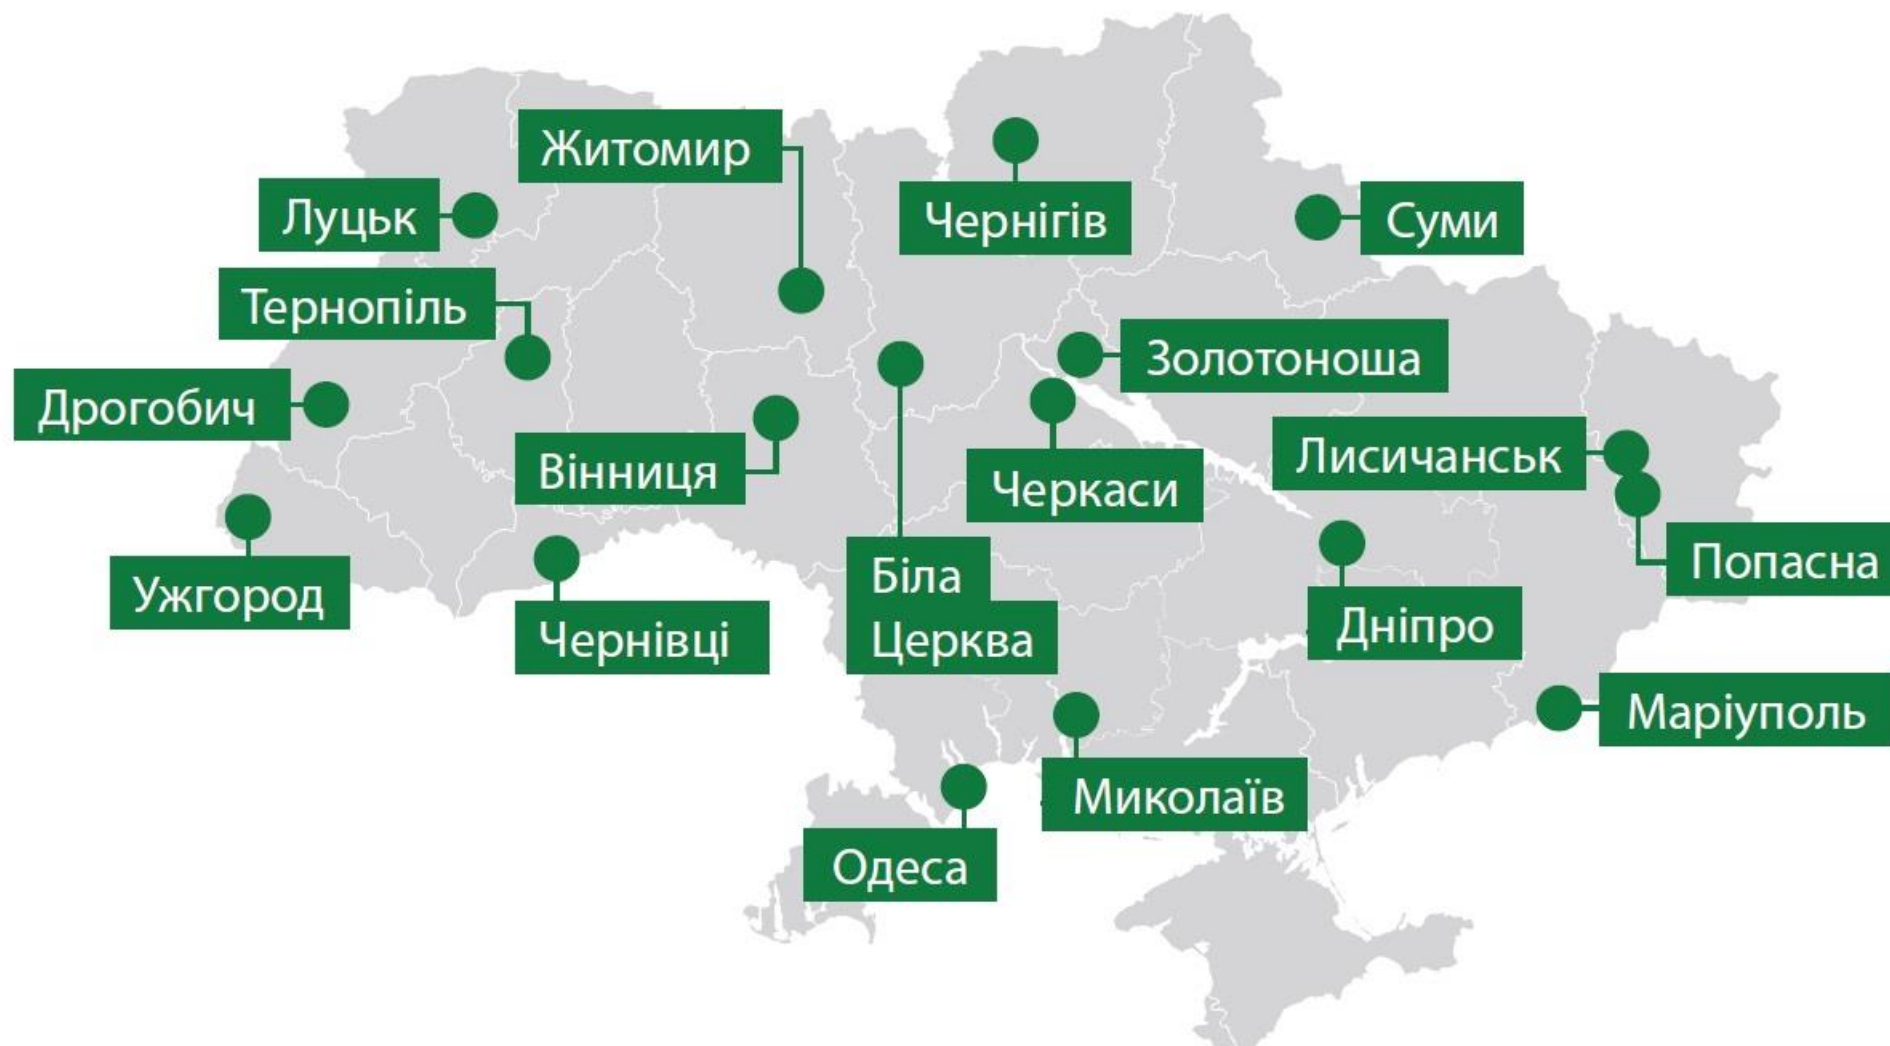 Житомир
Чернігів
Луцьк
Суми
Тернопіль
Золотоноша
Дрогобич
Вінниця
Черкаси
Лисичанськ
Попасна
Ужгород
Чернівці
Біла
Церква
Дніпро
Маріуполь
Миколаїв
Одеса